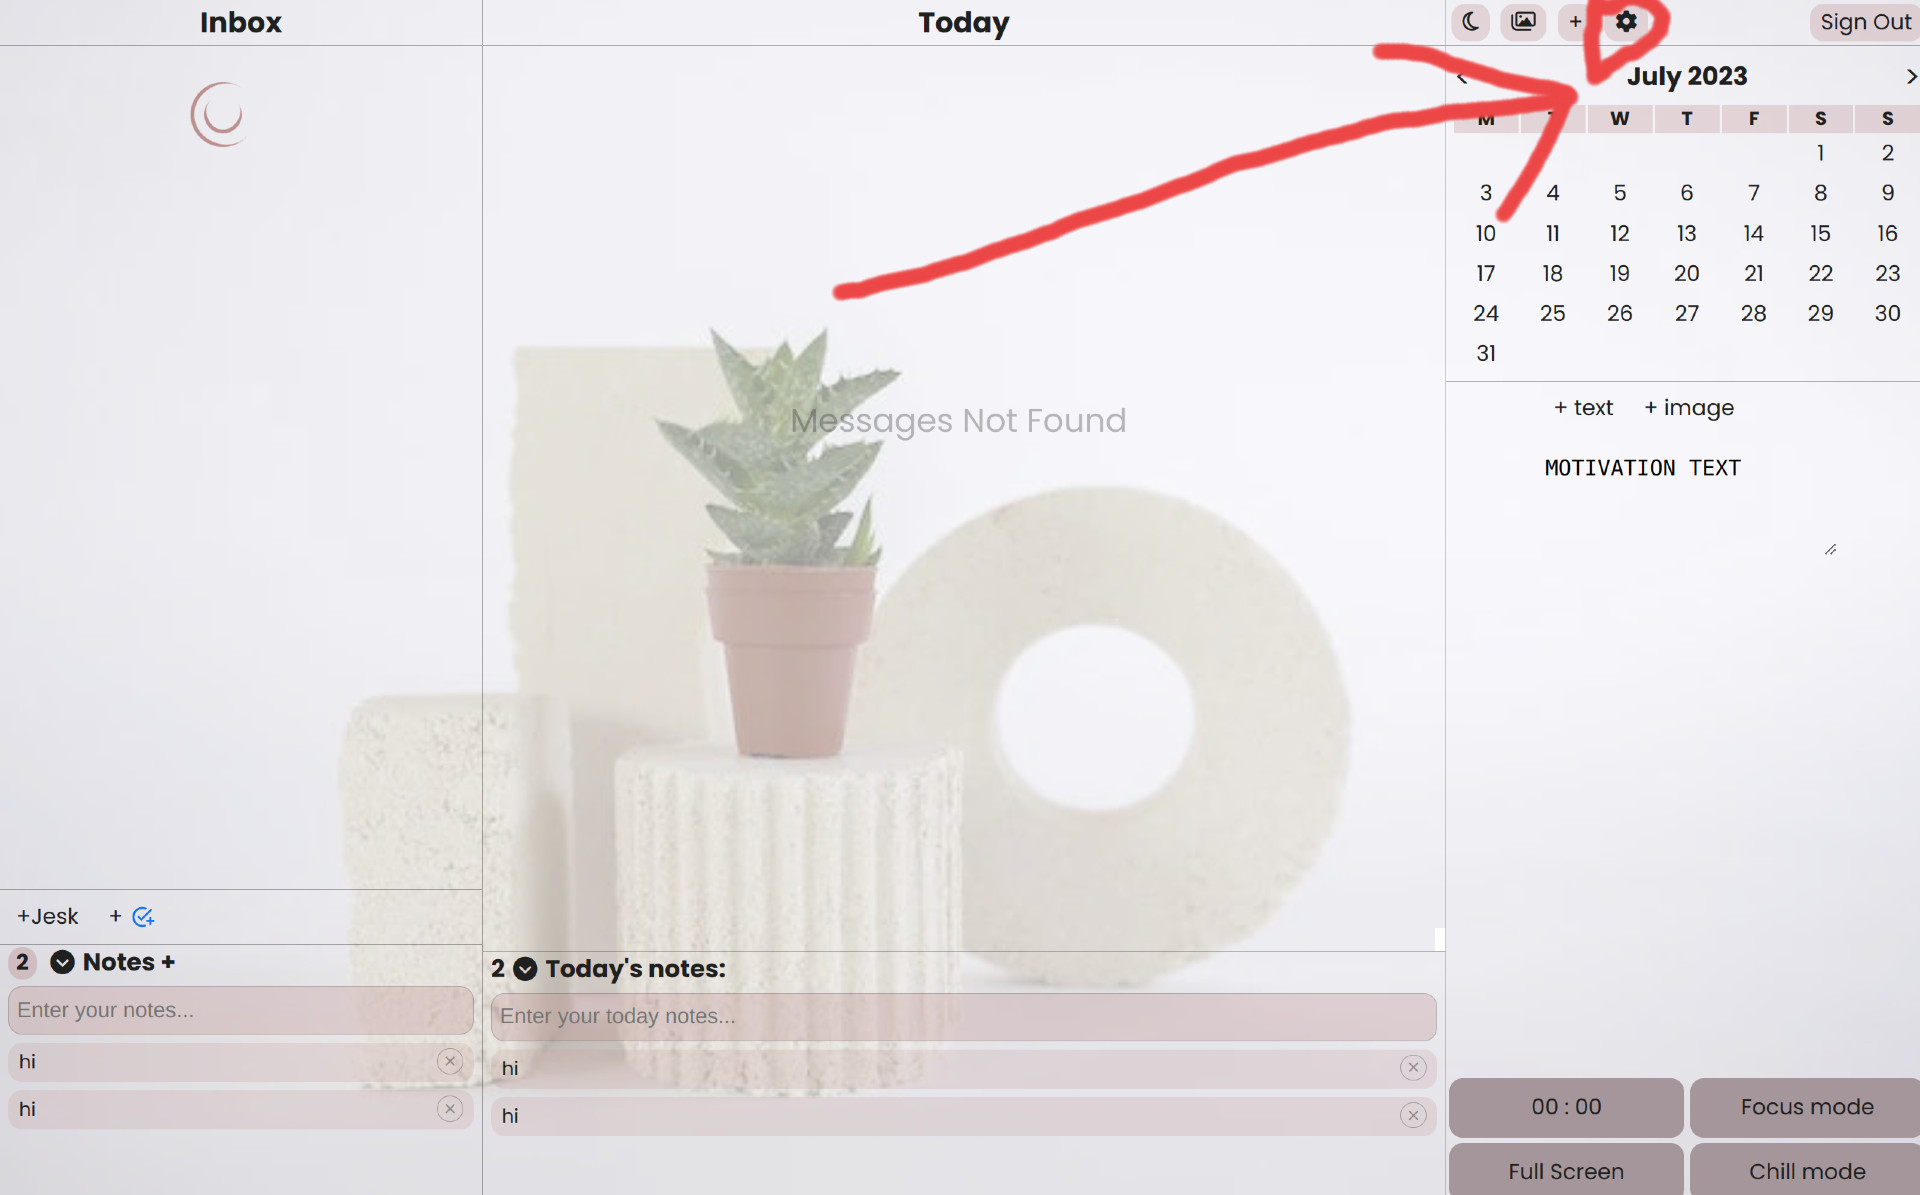 Inbox
Today
+
Sign Out
< July 2023 >
M W T F S S
1 2
3 4 5 6 7 8 9
10 11 12 13 14 15 16
17 18 19 20 21 22 23
24 25 26 27 28 29 30
31
+ text + image
MOTIVATION TEXT
Messages Not Found
+Jesk +
2 Notes +
Enter your notes...
hi
hi
2 Today's notes:
Enter your today notes...
hi
hi
00 : 00
Focus mode
Full Screen
Chill mode